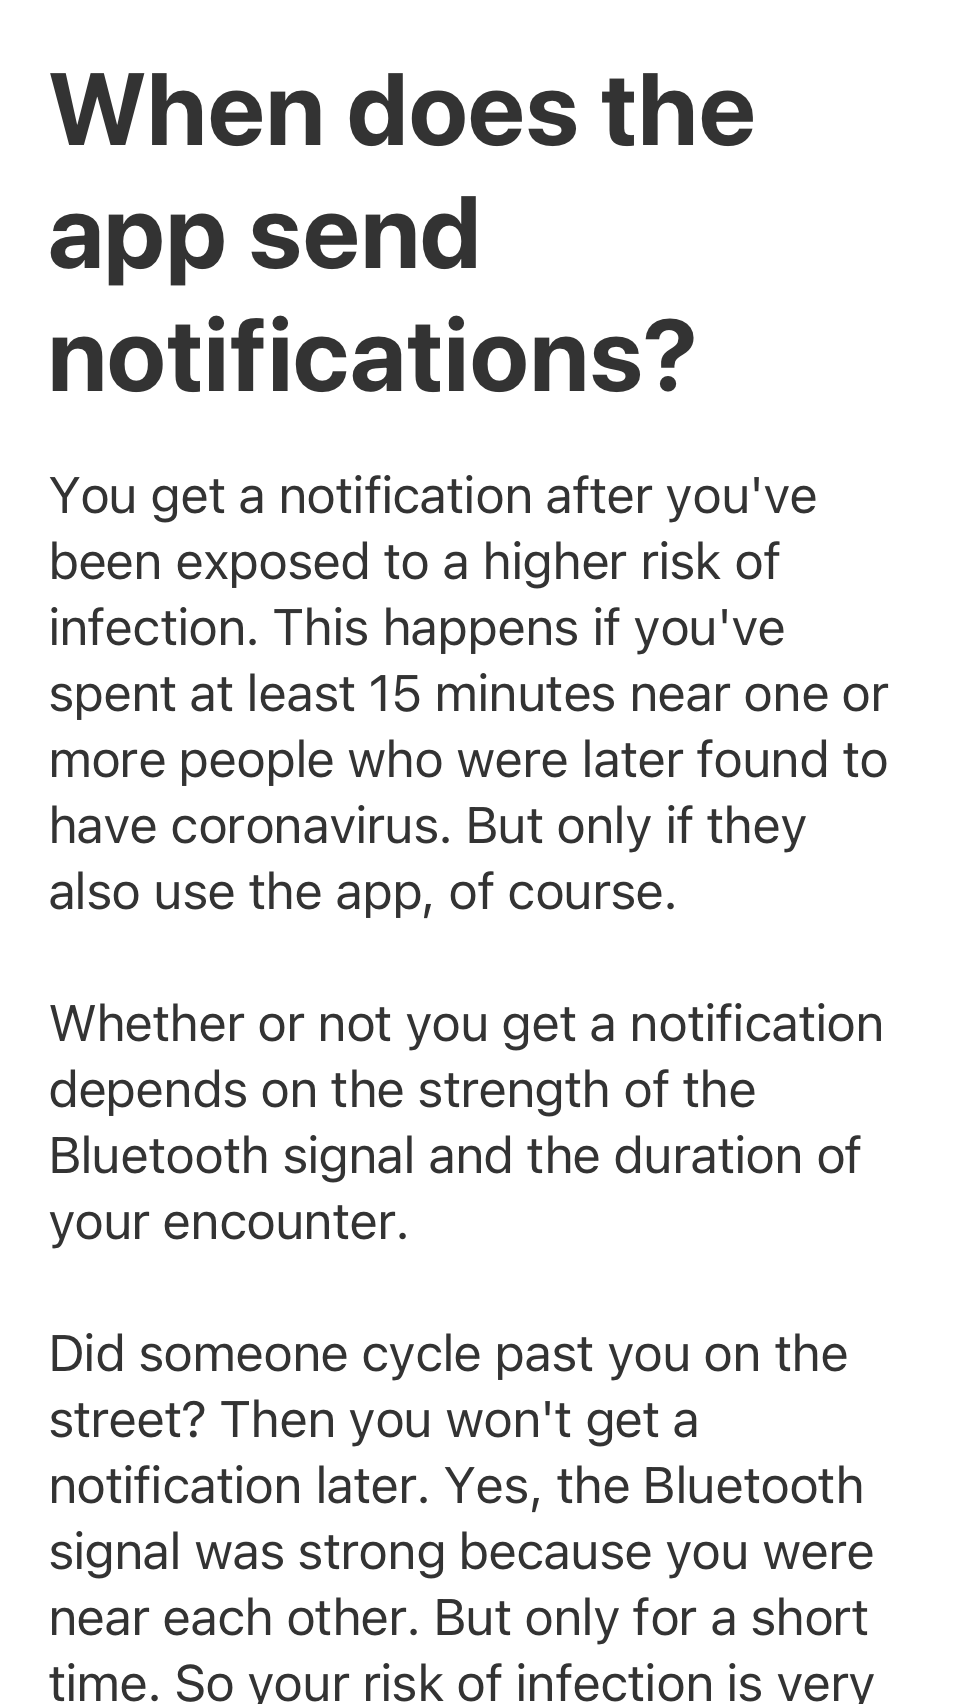 When does the
app send
notifications?
You get a notification after you've
been exposed to a higher risk of
infection. This happens if you've
spent at least 15 minutes near one or
more people who were later found to
have coronavirus. But only if they
also use the app, of course.
Whether or not you get a notification
depends on the strength of the
Bluetooth signal and the duration of
your encounter.
Did someone cycle past you on the
street? Then you won't get a
notification later. Yes, the Bluetooth
signal was strong because you were
near each other. But only for a short
time. So your risk of infection is very